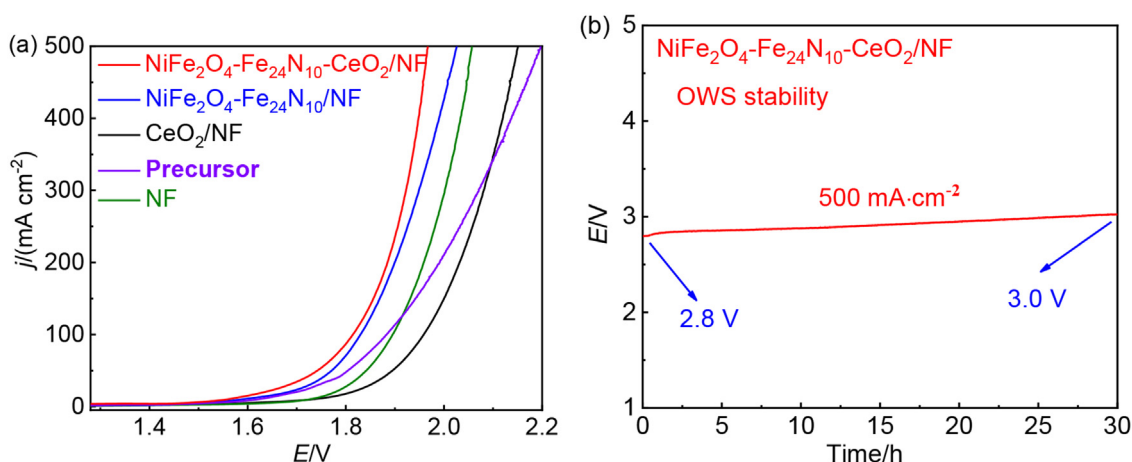 (a)
500
400
300
200
100
0
j/(mA cm⁻²)
NiFe₂O₄-Fe₂₄N₁₀-CeO₂/NF
NiFe₂O₄-Fe₂₄N₁₀/NF
CeO₂/NF
Precursor
NF
1.4 1.6 1.8 2.0 2.2
E/V
(b)
5
4
3
2
1
E/V
NiFe₂O₄-Fe₂₄N₁₀-CeO₂/NF
OWS stability
500 mA·cm⁻²
2.8 V
3.0 V
0 5 10 15 20 25 30
Time/h